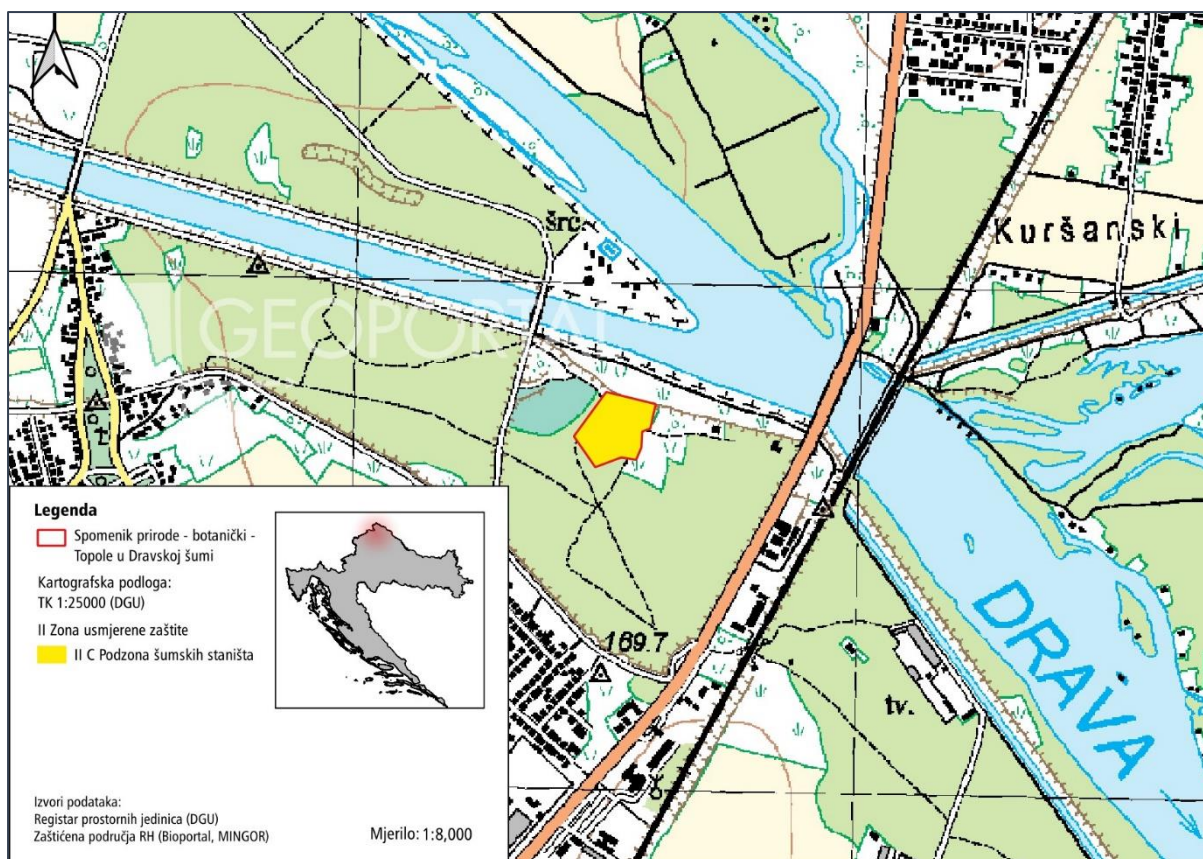 šrc.
Kuršanski
GEOPORTAL
Legenda
Spomenik prirode - botanički -
Topole u Dravskoj šumi
Kartografska podloga:
TK 1:25000 (DGU)
II Zona usmjerene zaštite
II C Podzona šumskih staništa
169.7
tv.
DRAVA
Izvori podataka:
Registar prostornih jedinica (DGU)
Zaštićena područja RH (Bioportal, MINGOR)
Mjerilo: 1:8,000